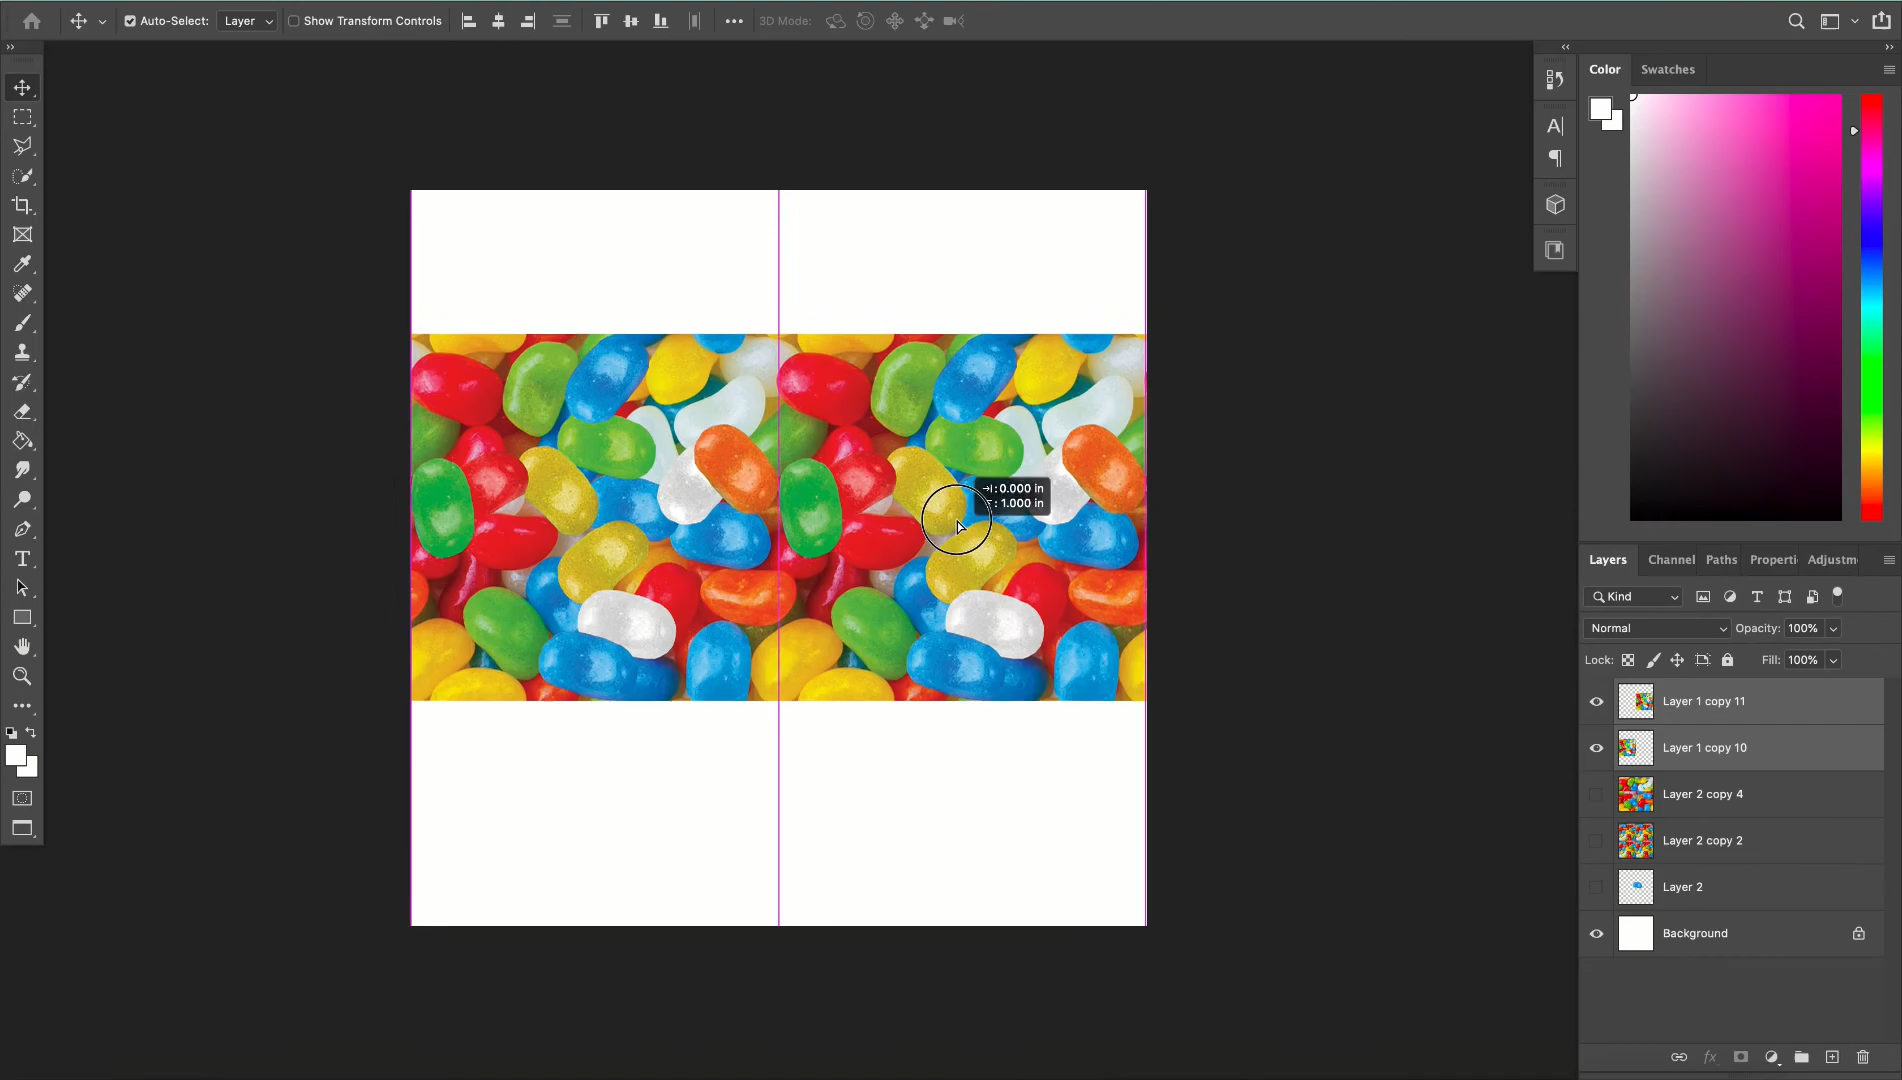 Auto-Select: Layer Show Transform Controls 3D Mode:
Color Swatches
: 0.000 in
: 1.000 in
Layers Channel Paths Properti Adjustm
Kind
Normal Opacity: 100%
Lock: Fill: 100%
Layer 1 copy 11
Layer 1 copy 10
Layer 2 copy 4
Layer 2 copy 2
Layer 2
Background